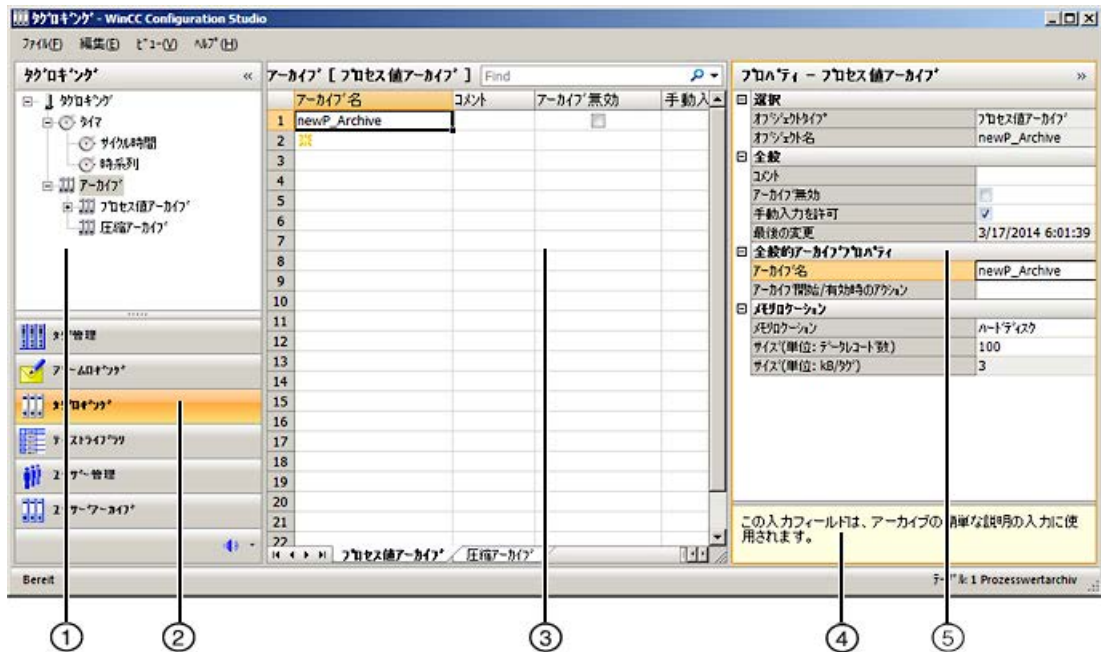 ﾀｸﾞﾛｷﾞﾝｸﾞ - WinCC Configuration Studio
ﾌｧｲﾙ(F) 編集(E) ﾋﾞｭｰ(V) ﾍﾙﾌﾟ(H)
ﾀｸﾞﾛｷﾞﾝｸﾞ «
ﾀｸﾞﾛｷﾞﾝｸﾞ
ﾀｲﾏ
ｻｲｸﾙ時間
時系列
ｱｰｶｲﾌﾞ
ﾌﾟﾛｾｽ値ｱｰｶｲﾌﾞ
圧縮ｱｰｶｲﾌﾞ
ﾀｸﾞ管理
ｱﾗｰﾑﾛｷﾞﾝｸﾞ
ﾀｸﾞﾛｷﾞﾝｸﾞ
ﾃｷｽﾄﾗｲﾌﾞﾗﾘ
ﾕｰｻﾞｰ管理
ﾕｰｻﾞｰｱｰｶｲﾌﾞ
ｱｰｶｲﾌﾞ [ ﾌﾟﾛｾｽ値ｱｰｶｲﾌﾞ ] Find
ｱｰｶｲﾌﾞ名 ｺﾒﾝﾄ ｱｰｶｲﾌﾞ無効 手動入
1 newP_Archive
2
3
4
5
6
7
8
9
10
11
12
13
14
15
16
17
18
19
20
21
22
ﾌﾟﾛｾｽ値ｱｰｶｲﾌﾞ 圧縮ｱｰｶｲﾌﾞ
ﾌﾟﾛﾊﾟﾃｨ - ﾌﾟﾛｾｽ値ｱｰｶｲﾌﾞ »
選択
ｵﾌﾞｼﾞｪｸﾄﾀｲﾌﾟ ﾌﾟﾛｾｽ値ｱｰｶｲﾌﾞ
ｵﾌﾞｼﾞｪｸﾄ名 newP_Archive
全般
ｺﾒﾝﾄ
ｱｰｶｲﾌﾞ無効
手動入力を許可
最後の変更 3/17/2014 6:01:39
全般的ｱｰｶｲﾌﾞﾌﾟﾛﾊﾟﾃｨ
ｱｰｶｲﾌﾞ名 newP_Archive
ｱｰｶｲﾌﾞ開始/有効時のｱｸｼｮﾝ
ﾒﾓﾘﾛｹｰｼｮﾝ
ﾒﾓﾘﾛｹｰｼｮﾝ ﾊｰﾄﾞﾃﾞｨｽｸ
ｻｲｽﾞ(単位: ﾃﾞｰﾀﾚｺｰﾄﾞ数) 100
ｻｲｽﾞ(単位: kB/ﾀｸﾞ) 3
この入力フィールドは、アーカイブの簡単な説明の入力に使
用されます。
Bereit ﾃｰﾌﾞﾙ: 1 Prozesswertarchiv
① ② ③ ④ ⑤